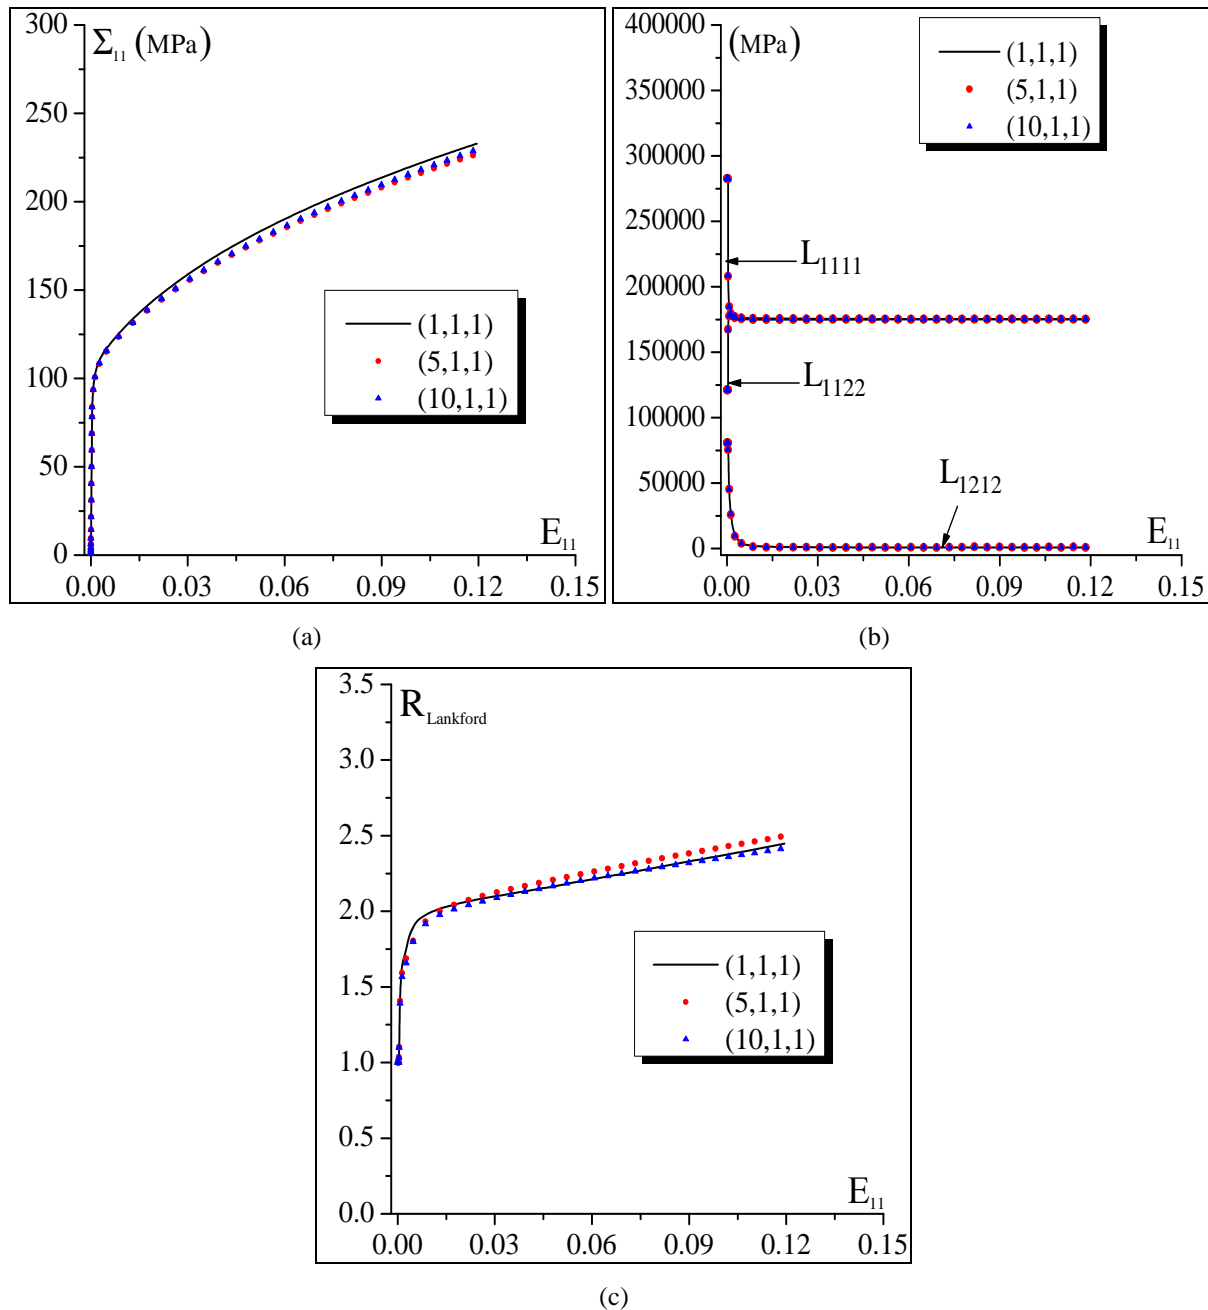 Σ₁₁ (MPa)
300
250
200
150
100
50
0
(1,1,1)
(5,1,1)
(10,1,1)
E₁₁
0.00 0.03 0.06 0.09 0.12 0.15
(a)
(MPa)
400000
350000
300000
250000
200000
150000
100000
50000
0
(1,1,1)
(5,1,1)
(10,1,1)
L₁₁₁₁
L₁₁₂₂
L₁₂₁₂
E₁₁
0.00 0.03 0.06 0.09 0.12 0.15
(b)
R Lankford
3.5
3.0
2.5
2.0
1.5
1.0
0.5
0.0
(1,1,1)
(5,1,1)
(10,1,1)
E₁₁
0.00 0.03 0.06 0.09 0.12 0.15
(c)